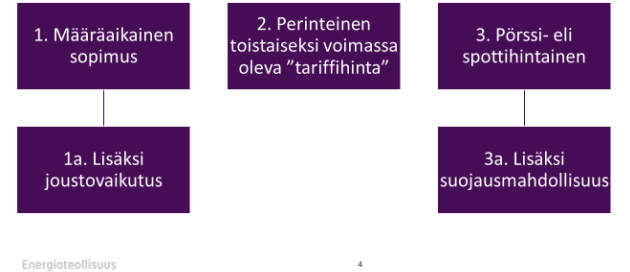 1. Määräaikainen
sopimus
2. Perinteinen
toistaiseksi voimassa
oleva ”tariffihinta”
3. Pörssi- eli
spottihintainen
1a. Lisäksi
joustovaikutus
3a. Lisäksi
suojausmahdollisuus
Energiateollisuus
4